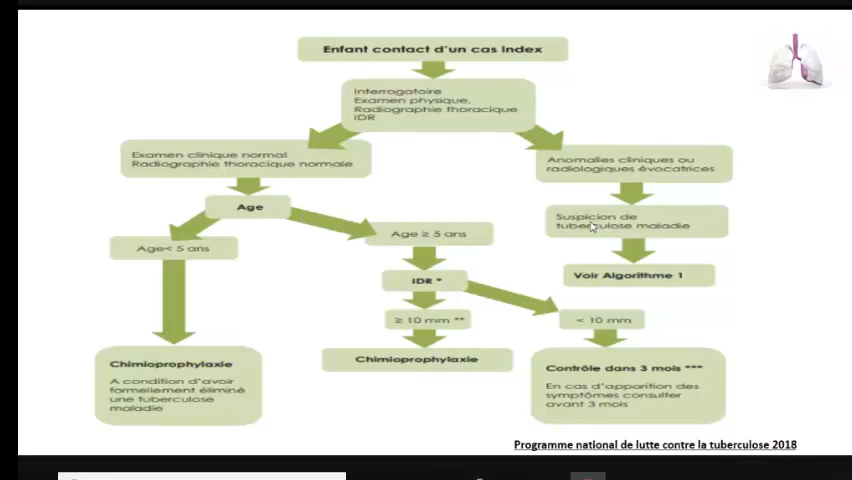 Enfant contact d'un cas index
Interrogatoire
Examen physique,
Radiographie thoracique
IDR
Examen clinique normal
Radiographie thoracique normale
Anomalies cliniques ou
radiologiques évocatrices
Age
Suspicion de
tuberculose maladie
Age< 5 ans
Age ≥ 5 ans
IDR *
Voir Algorithme 1
≥ 10 mm **
< 10 mm
Chimioprophylaxie
A condition d'avoir
formellement éliminé
une tuberculose
maladie
Chimioprophylaxie
Contrôle dans 3 mois ***
En cas d'apparition des
symptômes consulter
avant 3 mois
Programme national de lutte contre la tuberculose 2018